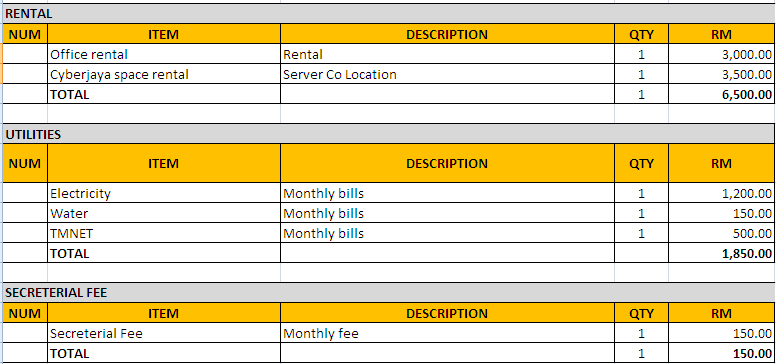 RENTAL
NUM ITEM DESCRIPTION QTY RM
Office rental Rental 1 3,000.00
Cyberjaya space rental Server Co Location 1 3,500.00
TOTAL 1 6,500.00
UTILITIES
NUM ITEM DESCRIPTION QTY RM
Electricity Monthly bills 1 1,200.00
Water Monthly bills 1 150.00
TMNET Monthly bills 1 500.00
TOTAL 1,850.00
SECRETERIAL FEE
NUM ITEM DESCRIPTION QTY RM
Secreterial Fee Monthly fee 1 150.00
TOTAL 1 150.00